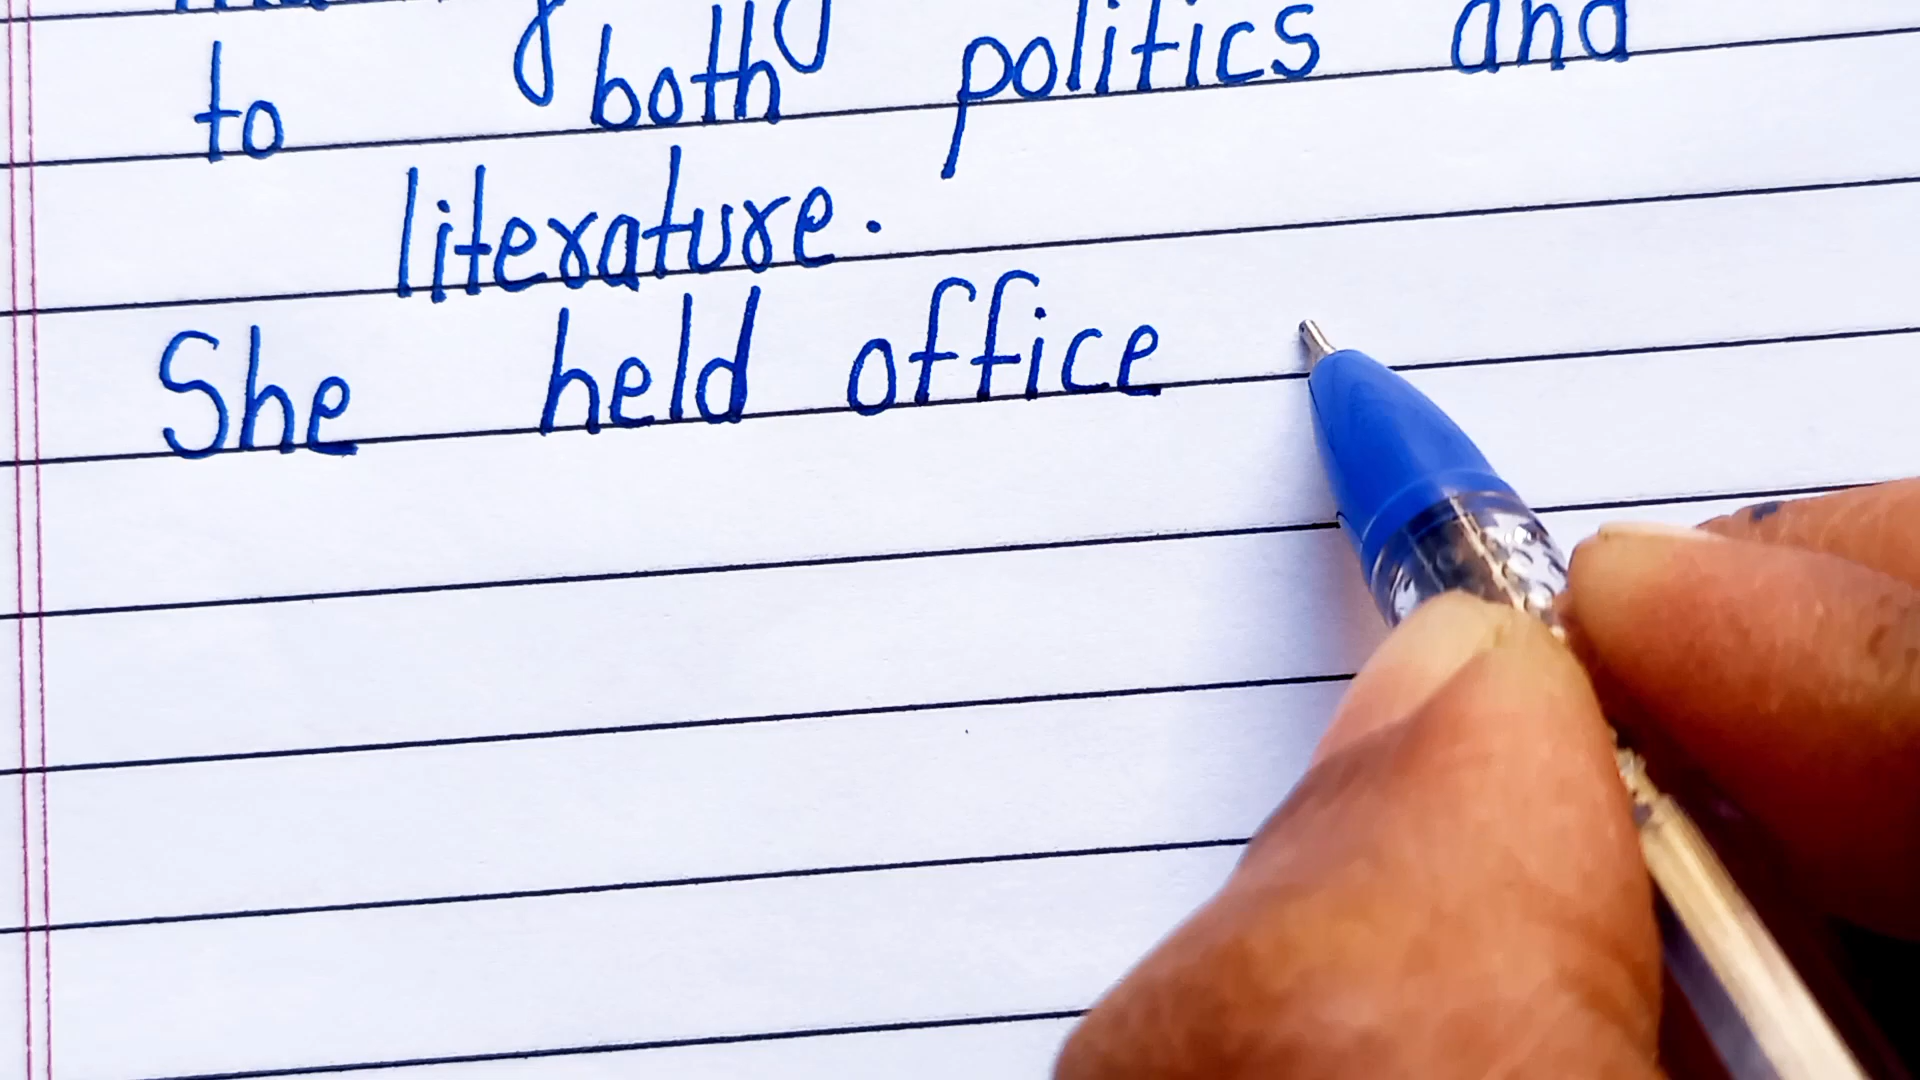 to both politics and
literature.
She held office